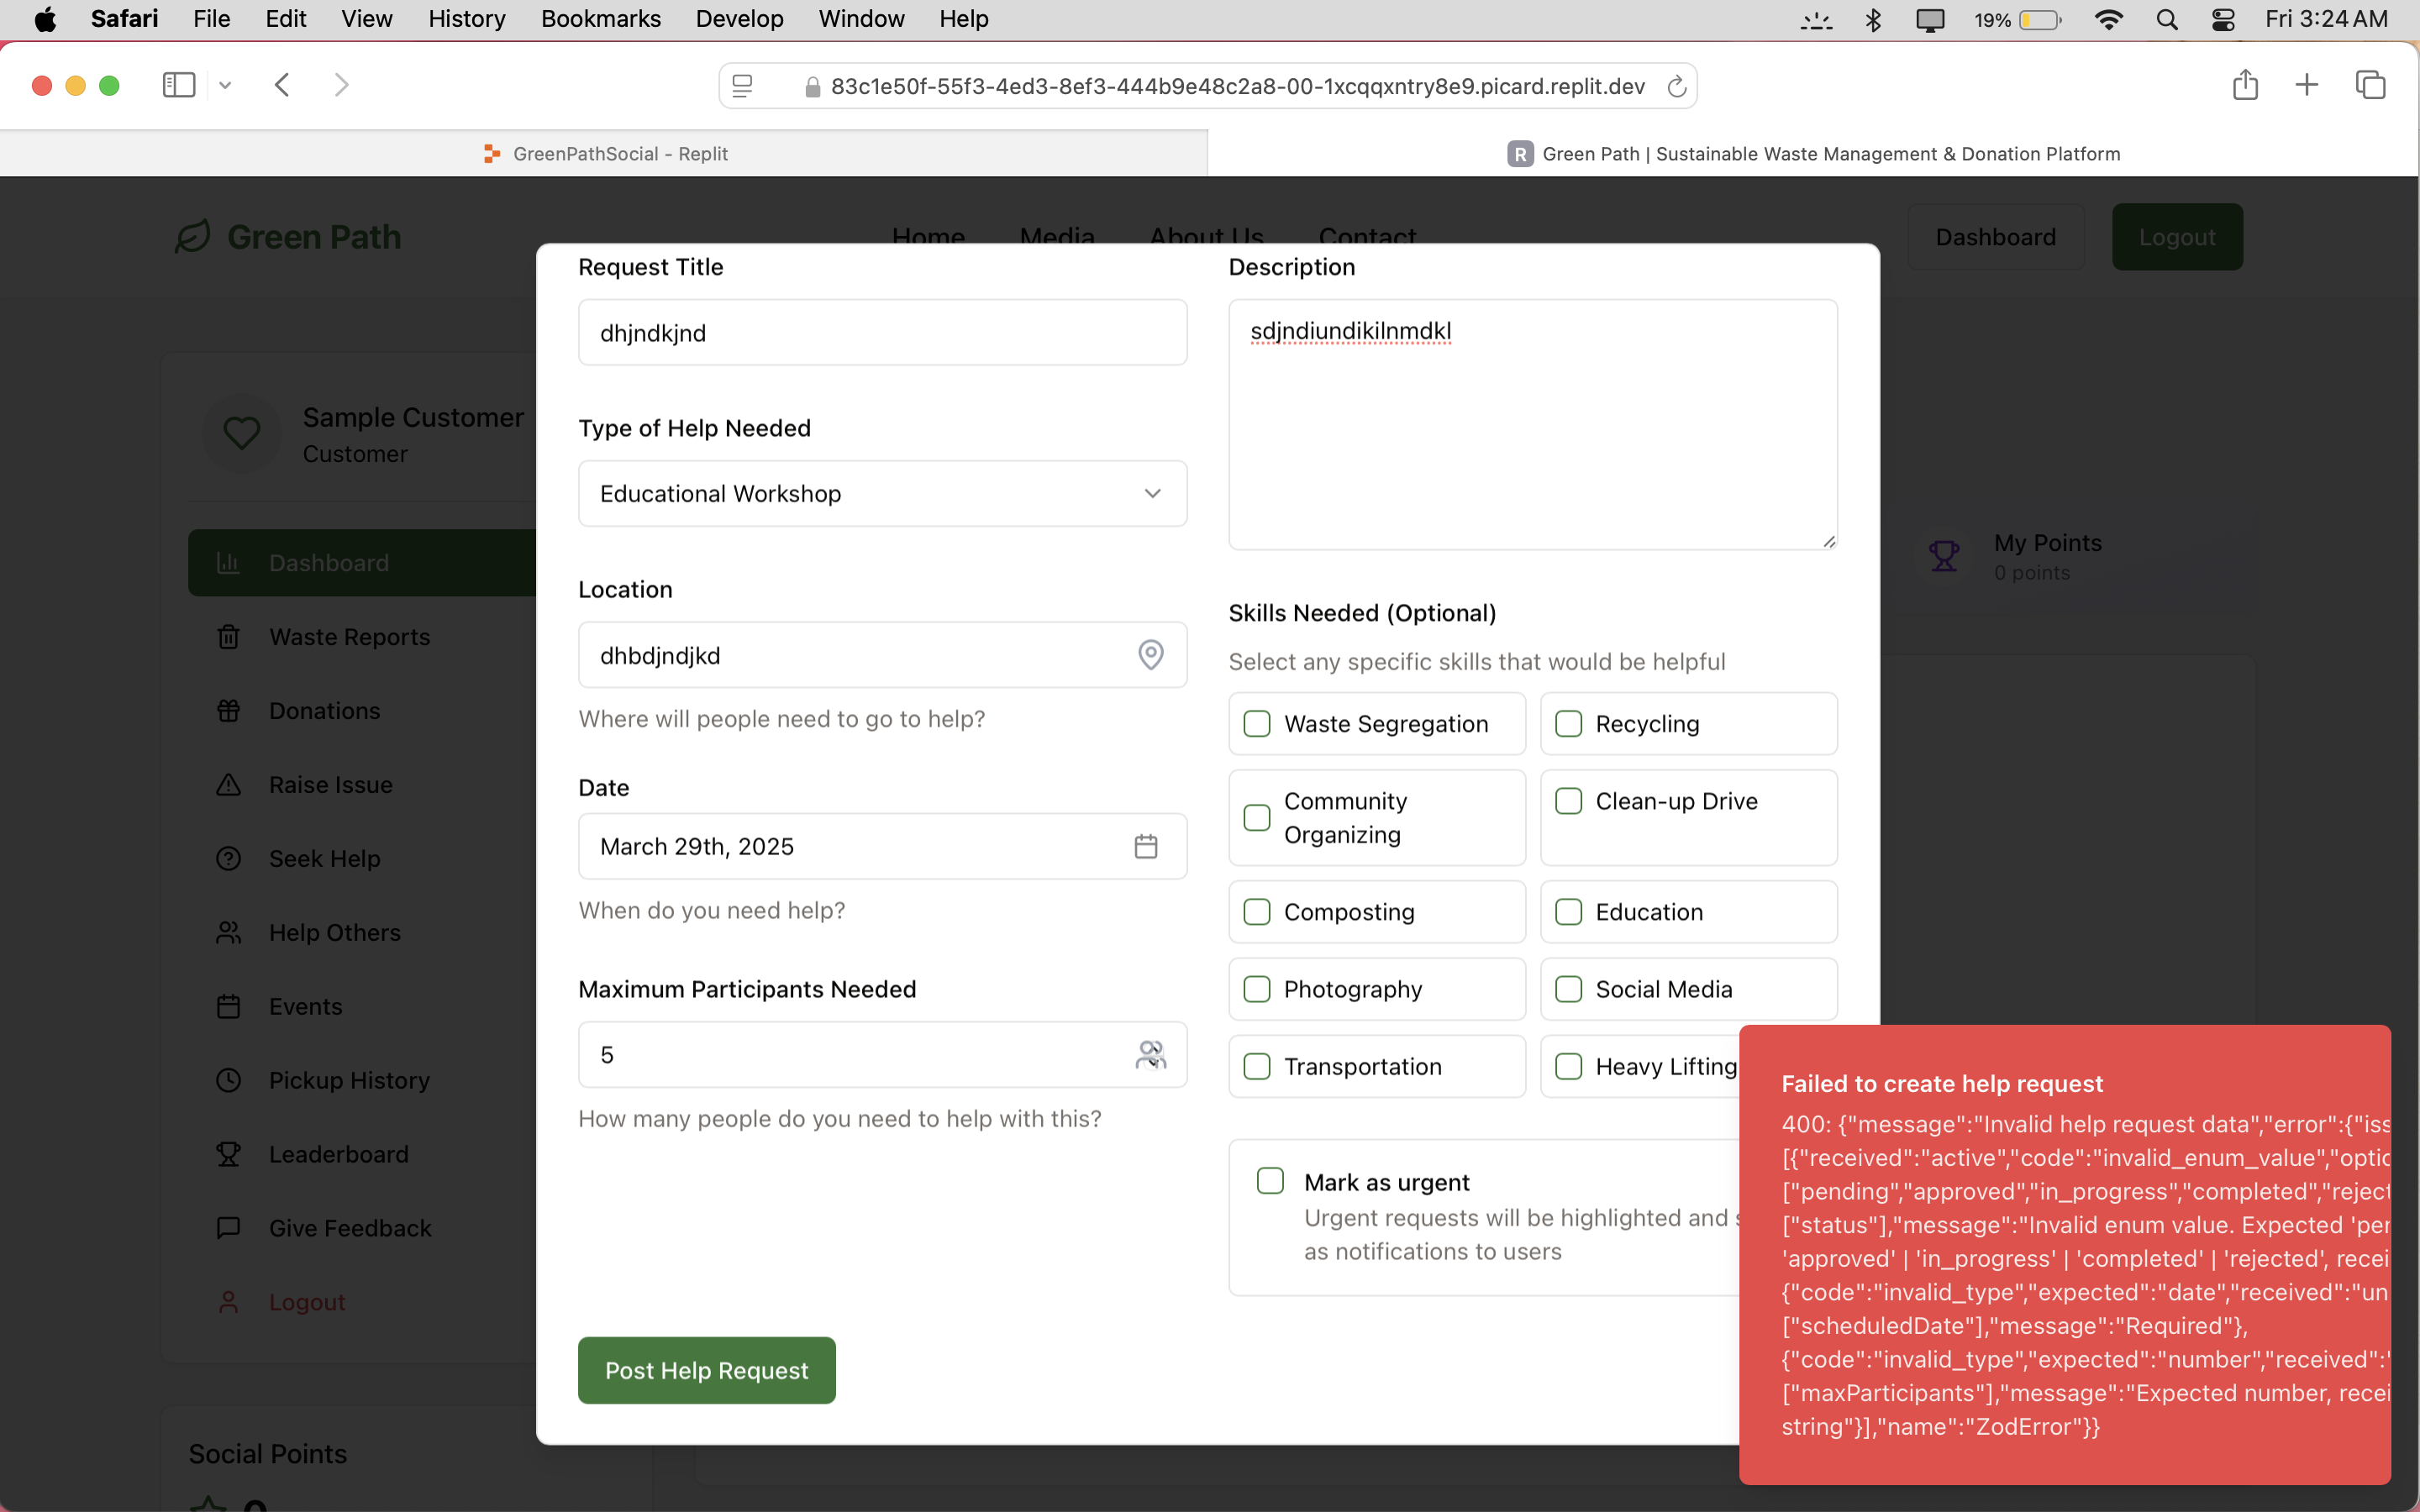 Safari File Edit View History Bookmarks Develop Window Help 19% Fri 3:24 AM
83c1e50f-55f3-4ed3-8ef3-444b9e48c2a8-00-1xcqqxntry8e9.picard.replit.dev
GreenPathSocial - Replit
R Green Path | Sustainable Waste Management & Donation Platform
Green Path
Home Media About Us Contact
Dashboard Logout
Sample Customer
Customer
Dashboard
Waste Reports
Donations
Raise Issue
Seek Help
Help Others
Events
Pickup History
Leaderboard
Give Feedback
Logout
Social Points
0
Request Title
dhjndkjnd
Type of Help Needed
Educational Workshop
Location
dhbdjndjkd
Where will people need to go to help?
Date
March 29th, 2025
When do you need help?
Maximum Participants Needed
5
How many people do you need to help with this?
Post Help Request
Description
sdjndiundikilnmdkl
Skills Needed (Optional)
Select any specific skills that would be helpful
Waste Segregation Recycling
Community
Organizing
Clean-up Drive
Composting Education
Photography Social Media
Transportation Heavy Lifting
Mark as urgent
Urgent requests will be highlighted and
as notifications to users
My Points
0 points
Failed to create help request
400: {"message":"Invalid help request data","error":{"iss
[{"received":"active","code":"invalid_enum_value","optio
["pending","approved","in_progress","completed","reject
["status"],"message":"Invalid enum value. Expected 'per
'approved' | 'in_progress' | 'completed' | 'rejected', recei
{"code":"invalid_type","expected":"date","received":"un
["scheduledDate"],"message":"Required"},
{"code":"invalid_type","expected":"number","received":"
["maxParticipants"],"message":"Expected number, recei
string"}],"name":"ZodError"}}